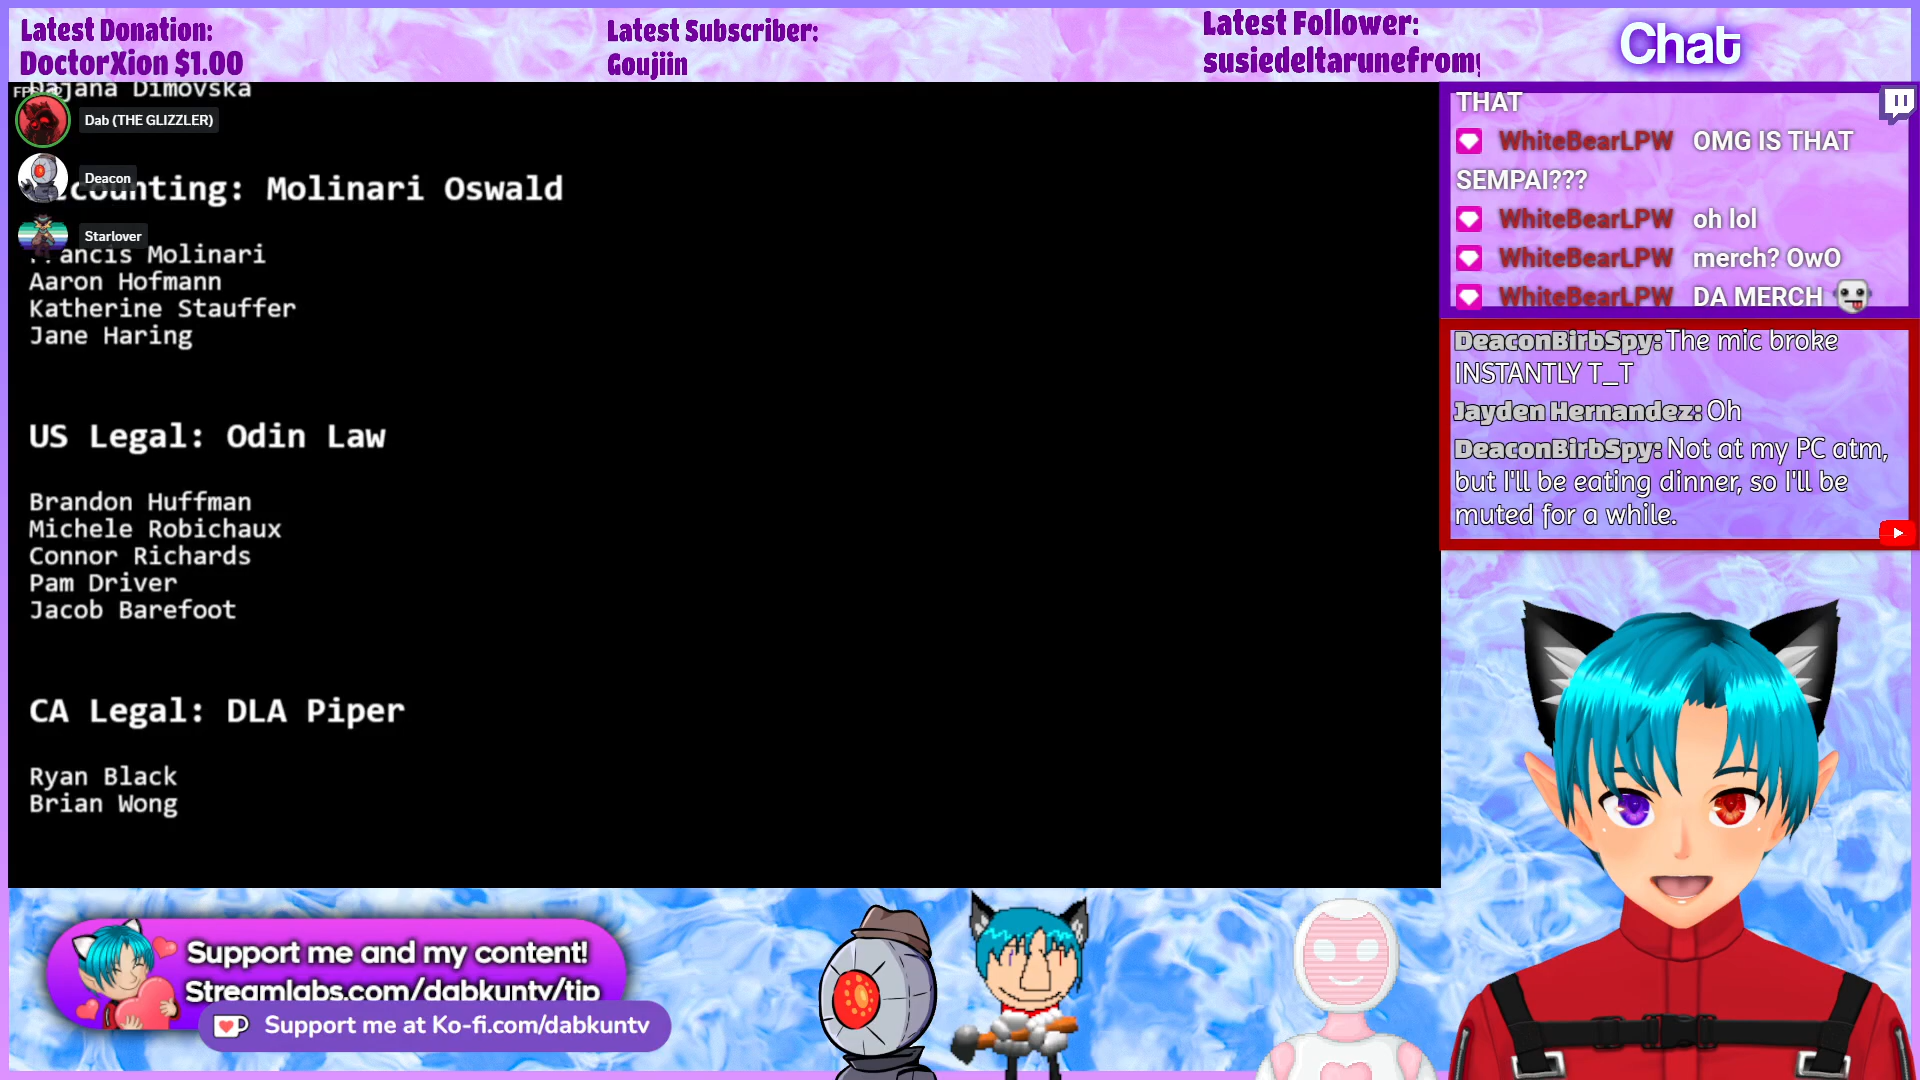 Latest Donation:
DoctorXion $1.00
Latest Subscriber:
Goujiin
Latest Follower:
susiedeltarunefrom
Chat
Dajana Dimovska
Dab (THE GLIZZLER)
Deacon
counting: Molinari Oswald
Starlover
Francis Molinari
Aaron Hofmann
Katherine Stauffer
Jane Haring
US Legal: Odin Law
Brandon Huffman
Michele Robichaux
Connor Richards
Pam Driver
Jacob Barefoot
CA Legal: DLA Piper
Ryan Black
Brian Wong
THAT
WhiteBearLPW OMG IS THAT
SEMPAI???
WhiteBearLPW oh lol
WhiteBearLPW merch? OwO
WhiteBearLPW DA MERCH
DeaconBirbSpy: The mic broke
INSTANTLY T_T
Jayden Hernandez: Oh
DeaconBirbSpy: Not at my PC atm,
but I'll be eating dinner, so I'll be
muted for a while.
Support me and my content!
Streamlabs.com/dabkuntv/tip
Support me at Ko-fi.com/dabkuntv